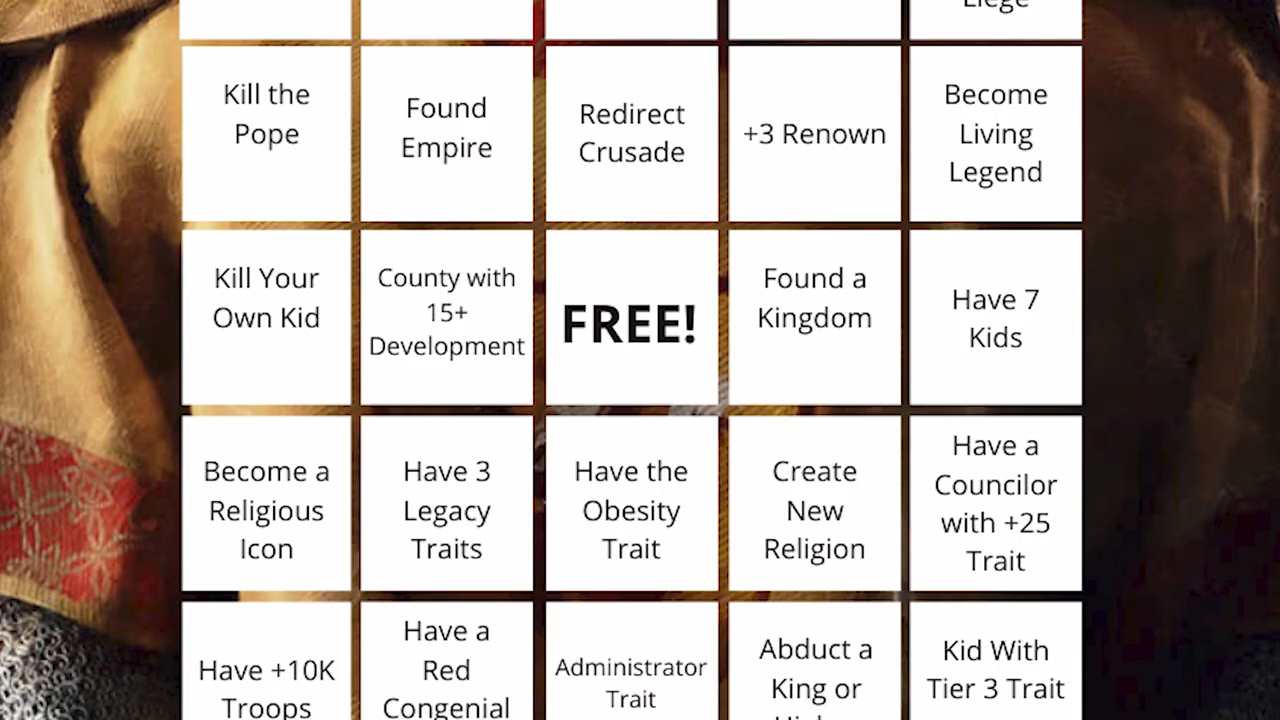 Liege
Kill the
Pope
Found
Empire
Redirect
Crusade
+3 Renown
Become
Living
Legend
Kill Your
Own Kid
County with
15+
Development
FREE!
Found a
Kingdom
Have 7
Kids
Become a
Religious
Icon
Have 3
Legacy
Traits
Have the
Obesity
Trait
Create
New
Religion
Have a
Councilor
with +25
Trait
Have +10K
Troops
Have a
Red
Congenial
Administrator
Trait
Abduct a
King or
Kid With
Tier 3 Trait